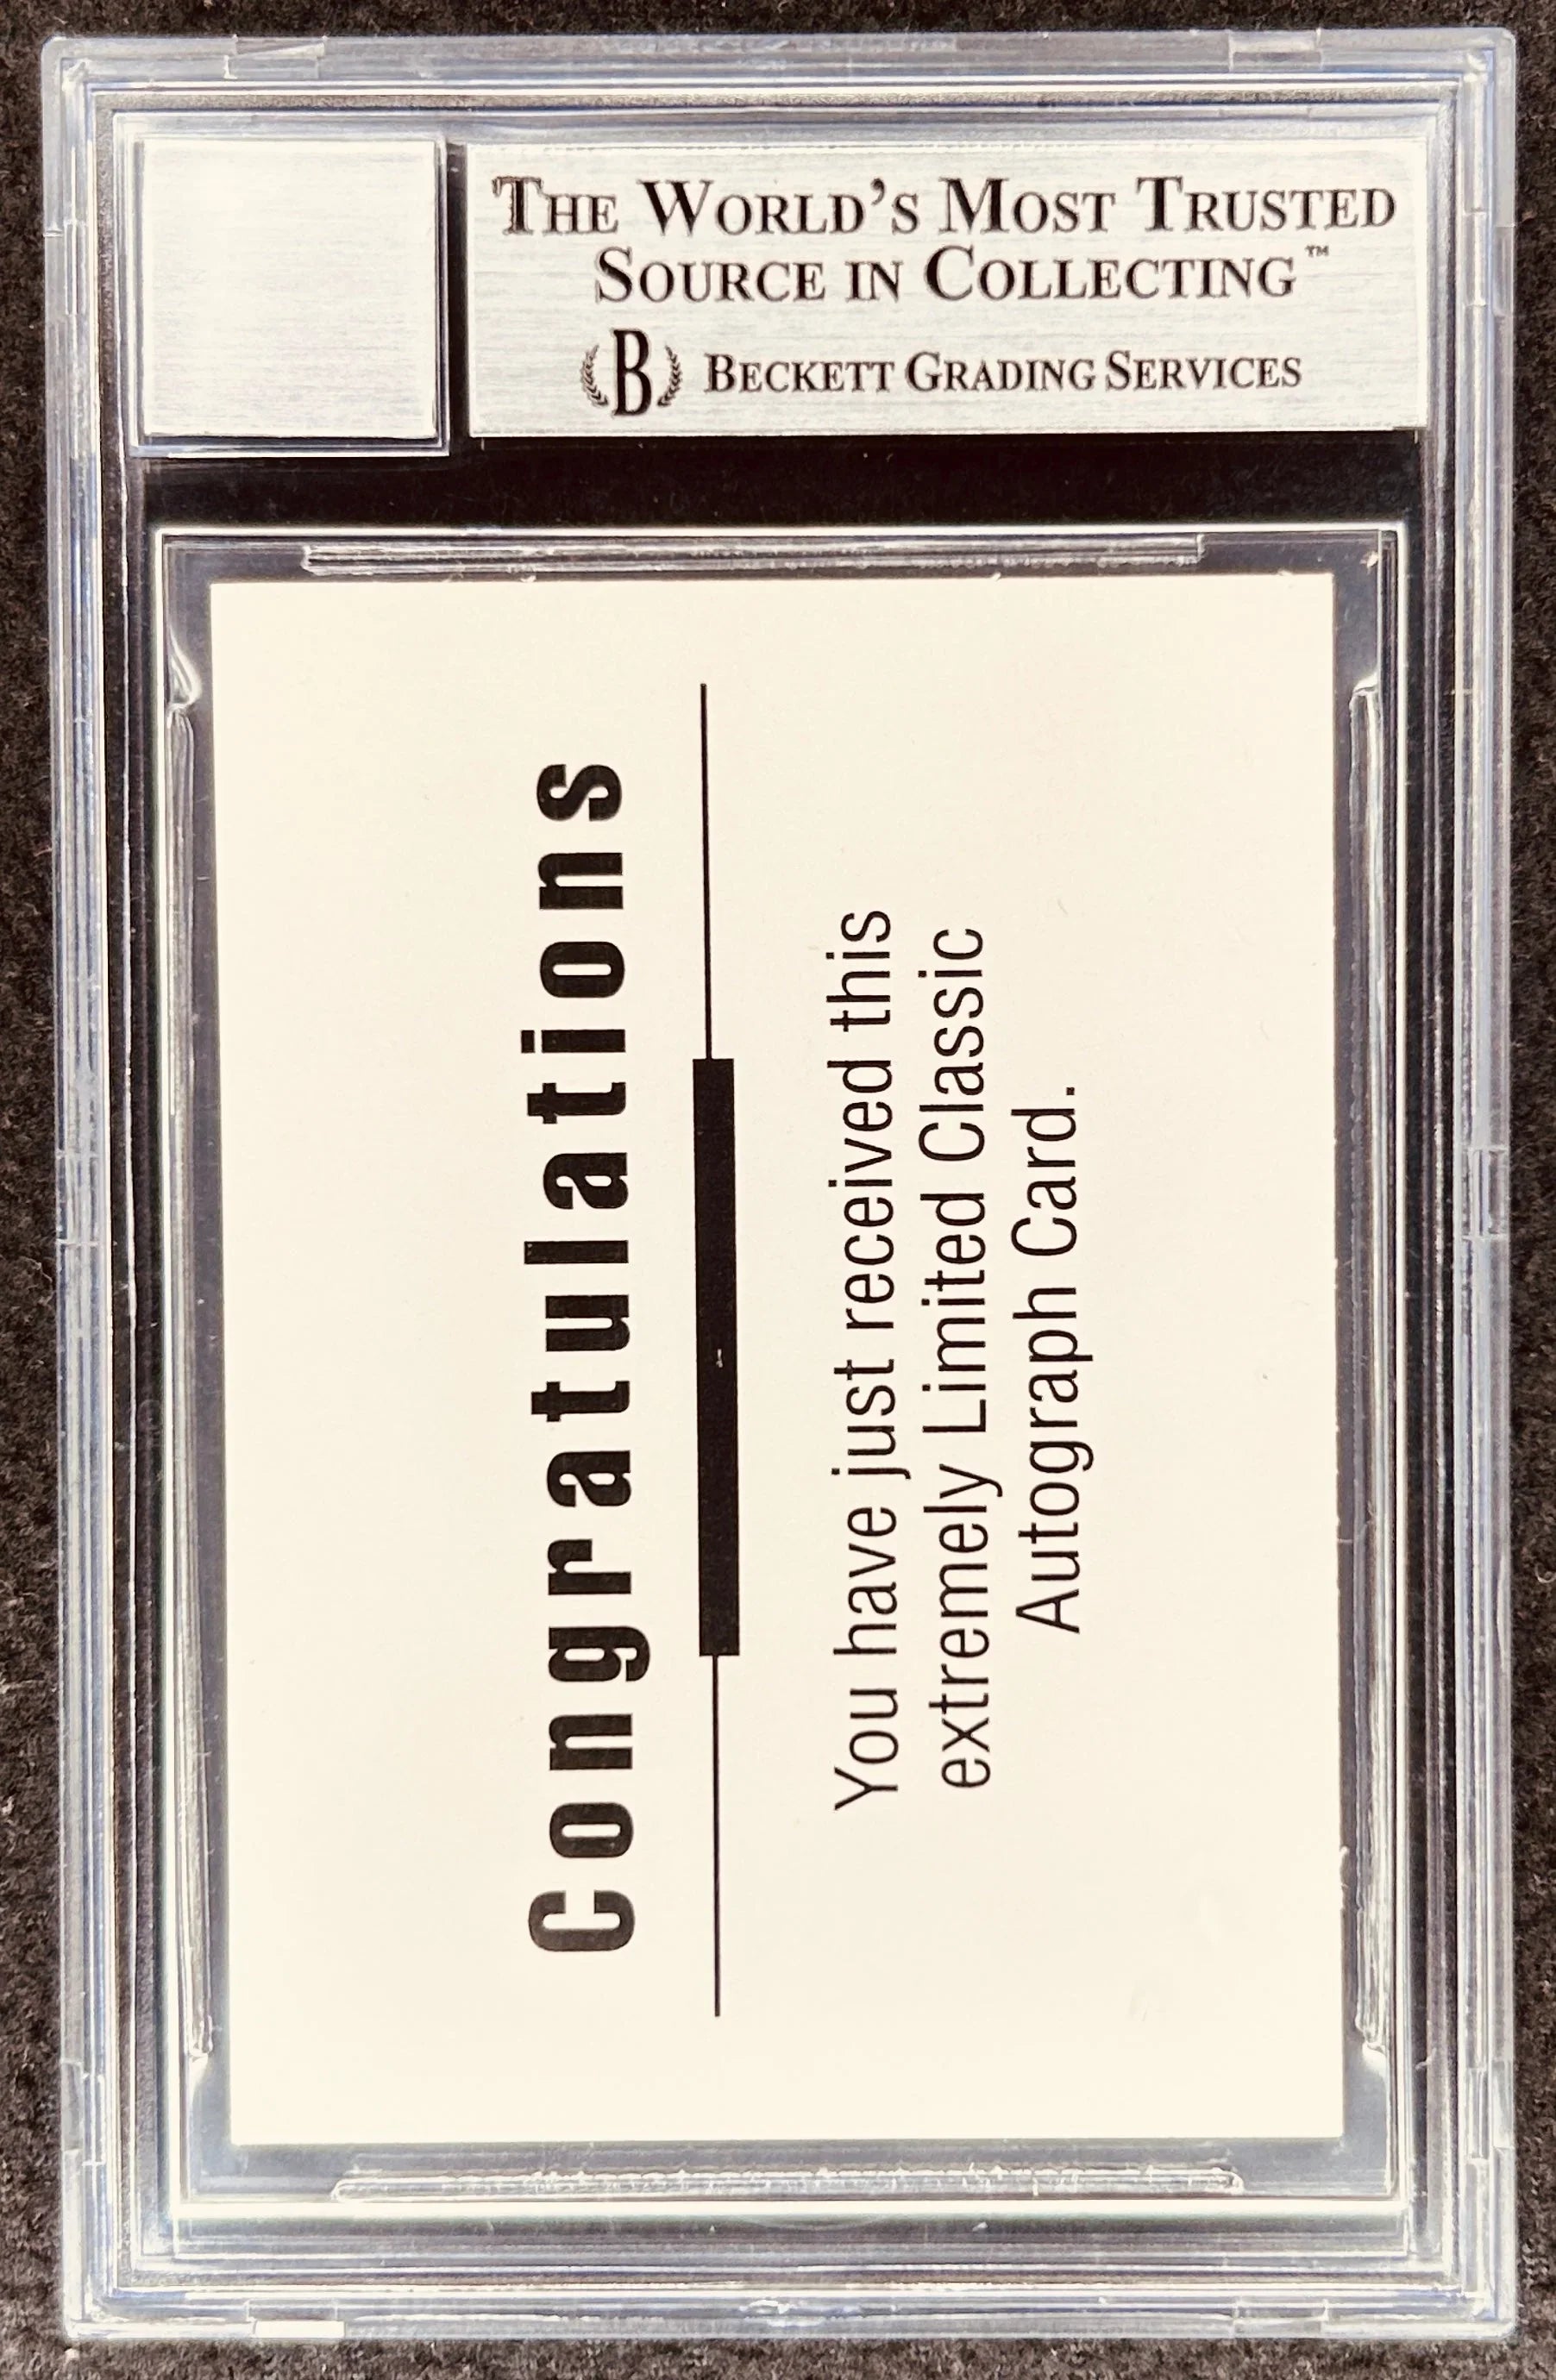 The World's Most Trusted
Source in Collecting™
B Beckett Grading Services
Congratulations
You have just received this
extremely Limited Classic
Autograph Card.